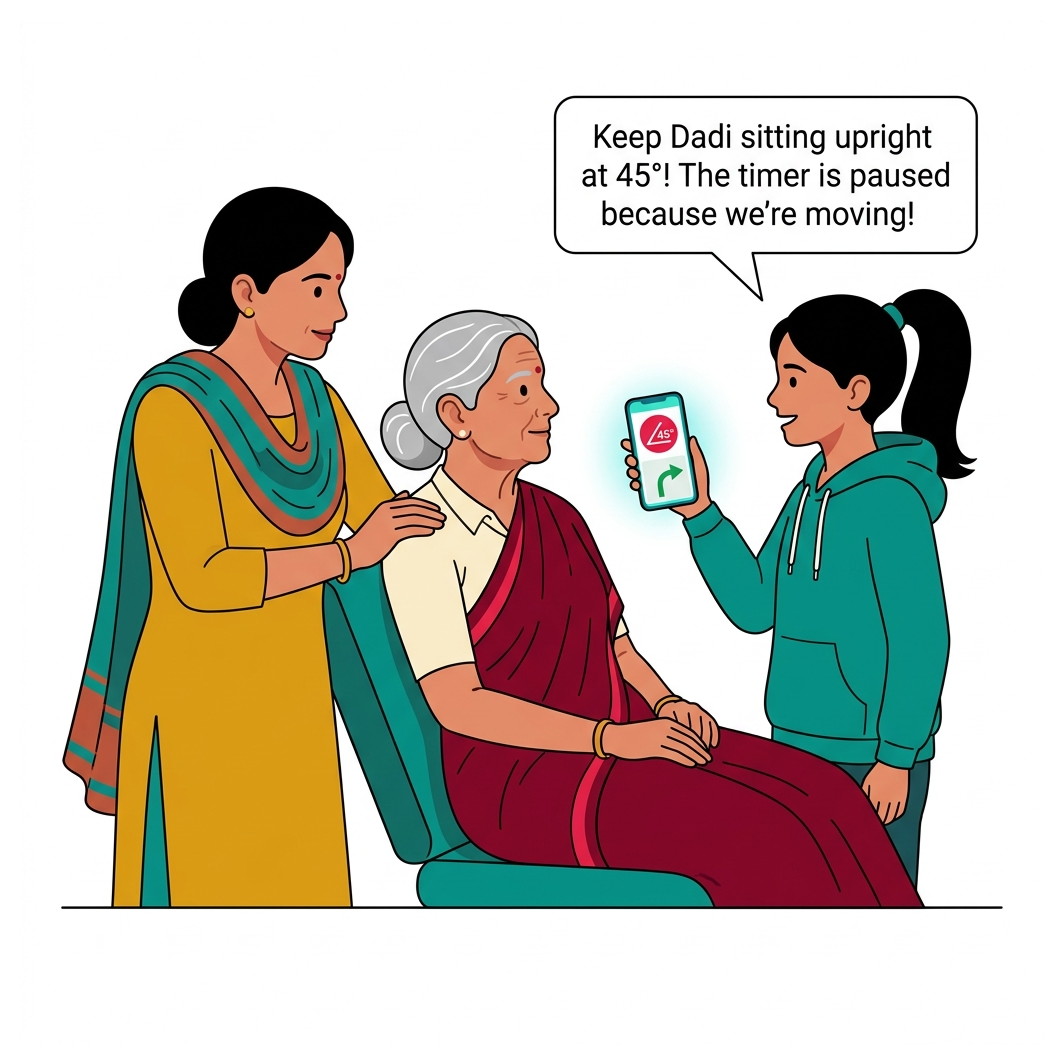 Keep Dadi sitting upright
at 45°! The timer is paused
because we’re moving!
45°